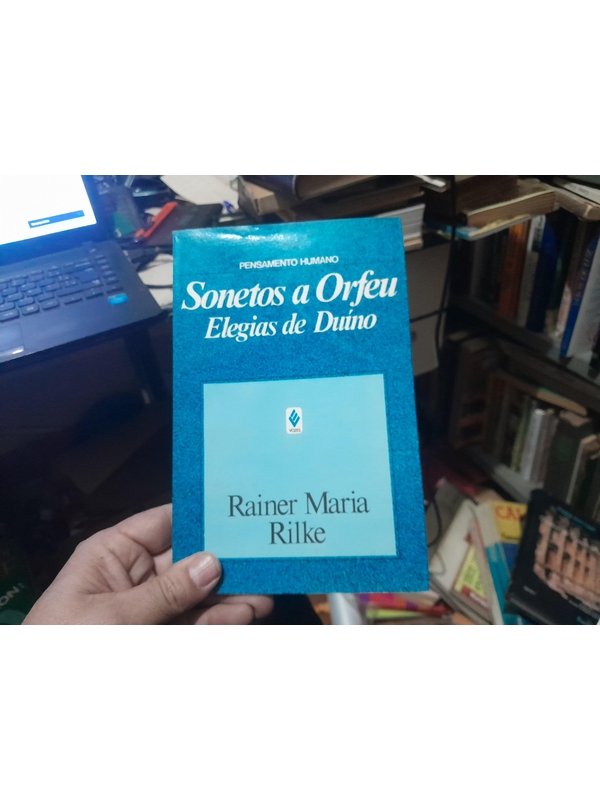 PENSAMENTO HUMANO
Sonetos a Orfeu
Elegias de Duíno
VOZES
Rainer Maria
Rilke